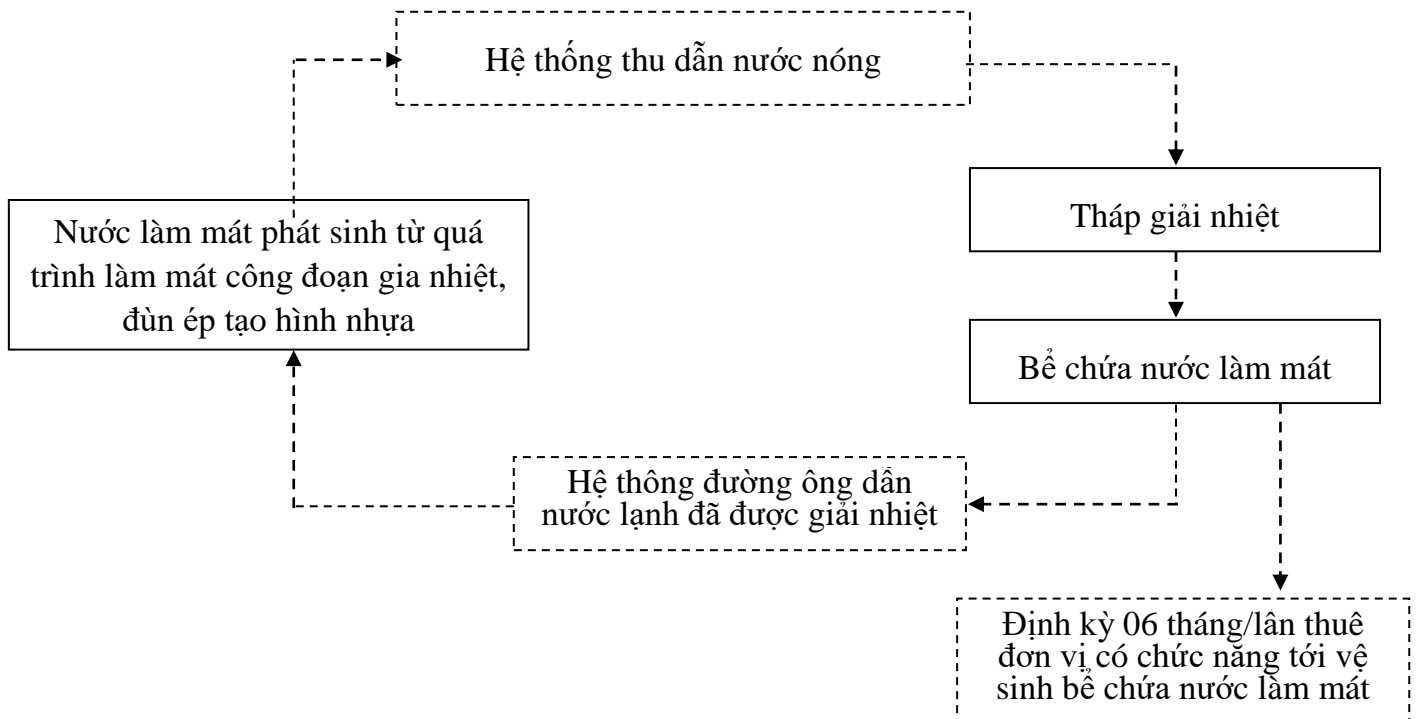 Hệ thống thu dẫn nước nóng
Tháp giải nhiệt
Nước làm mát phát sinh từ quá
trình làm mát công đoạn gia nhiệt,
đùn ép tạo hình nhựa
Bể chứa nước làm mát
Hệ thông đường ông dẫn
nước lạnh đã được giải nhiệt
Định kỳ 06 tháng/lân thuê
đơn vị có chức năng tới vệ
sinh bể chứa nước làm mát